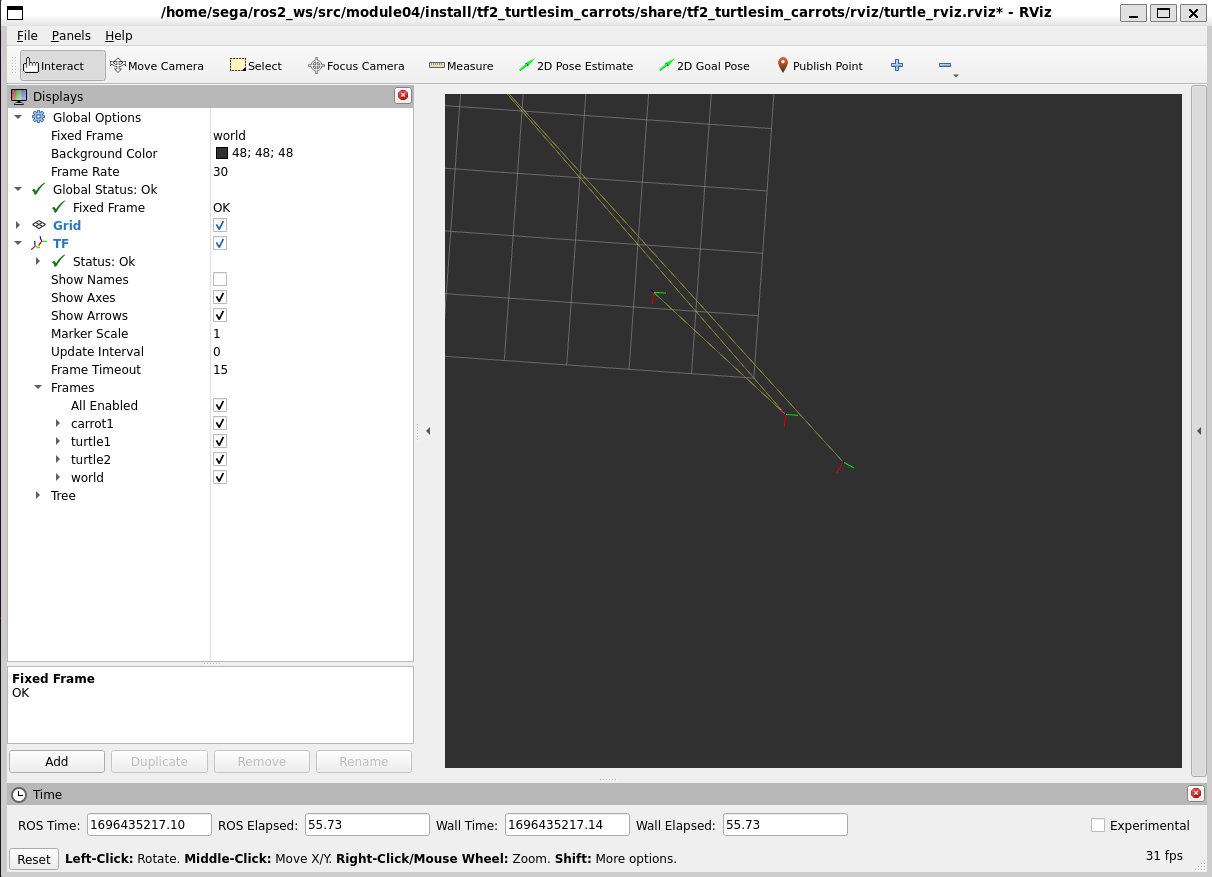 /home/sega/ros2_ws/src/module04/install/tf2_turtlesim_carrots/share/tf2_turtlesim_carrots/rviz/turtle_rviz.rviz* - RViz
File Panels Help
Interact Move Camera Select Focus Camera Measure 2D Pose Estimate 2D Goal Pose Publish Point
Displays
Global Options
Fixed Frame world
Background Color 48; 48; 48
Frame Rate 30
Global Status: Ok
Fixed Frame OK
Grid
TF
Status: Ok
Show Names
Show Axes
Show Arrows
Marker Scale 1
Update Interval 0
Frame Timeout 15
Frames
All Enabled
carrot1
turtle1
turtle2
world
Tree
Fixed Frame
OK
Add Duplicate Remove Rename
Time
ROS Time: 1696435217.10 ROS Elapsed: 55.73 Wall Time: 1696435217.14 Wall Elapsed: 55.73 Experimental
Reset Left-Click: Rotate. Middle-Click: Move X/Y. Right-Click/Mouse Wheel: Zoom. Shift: More options. 31 fps